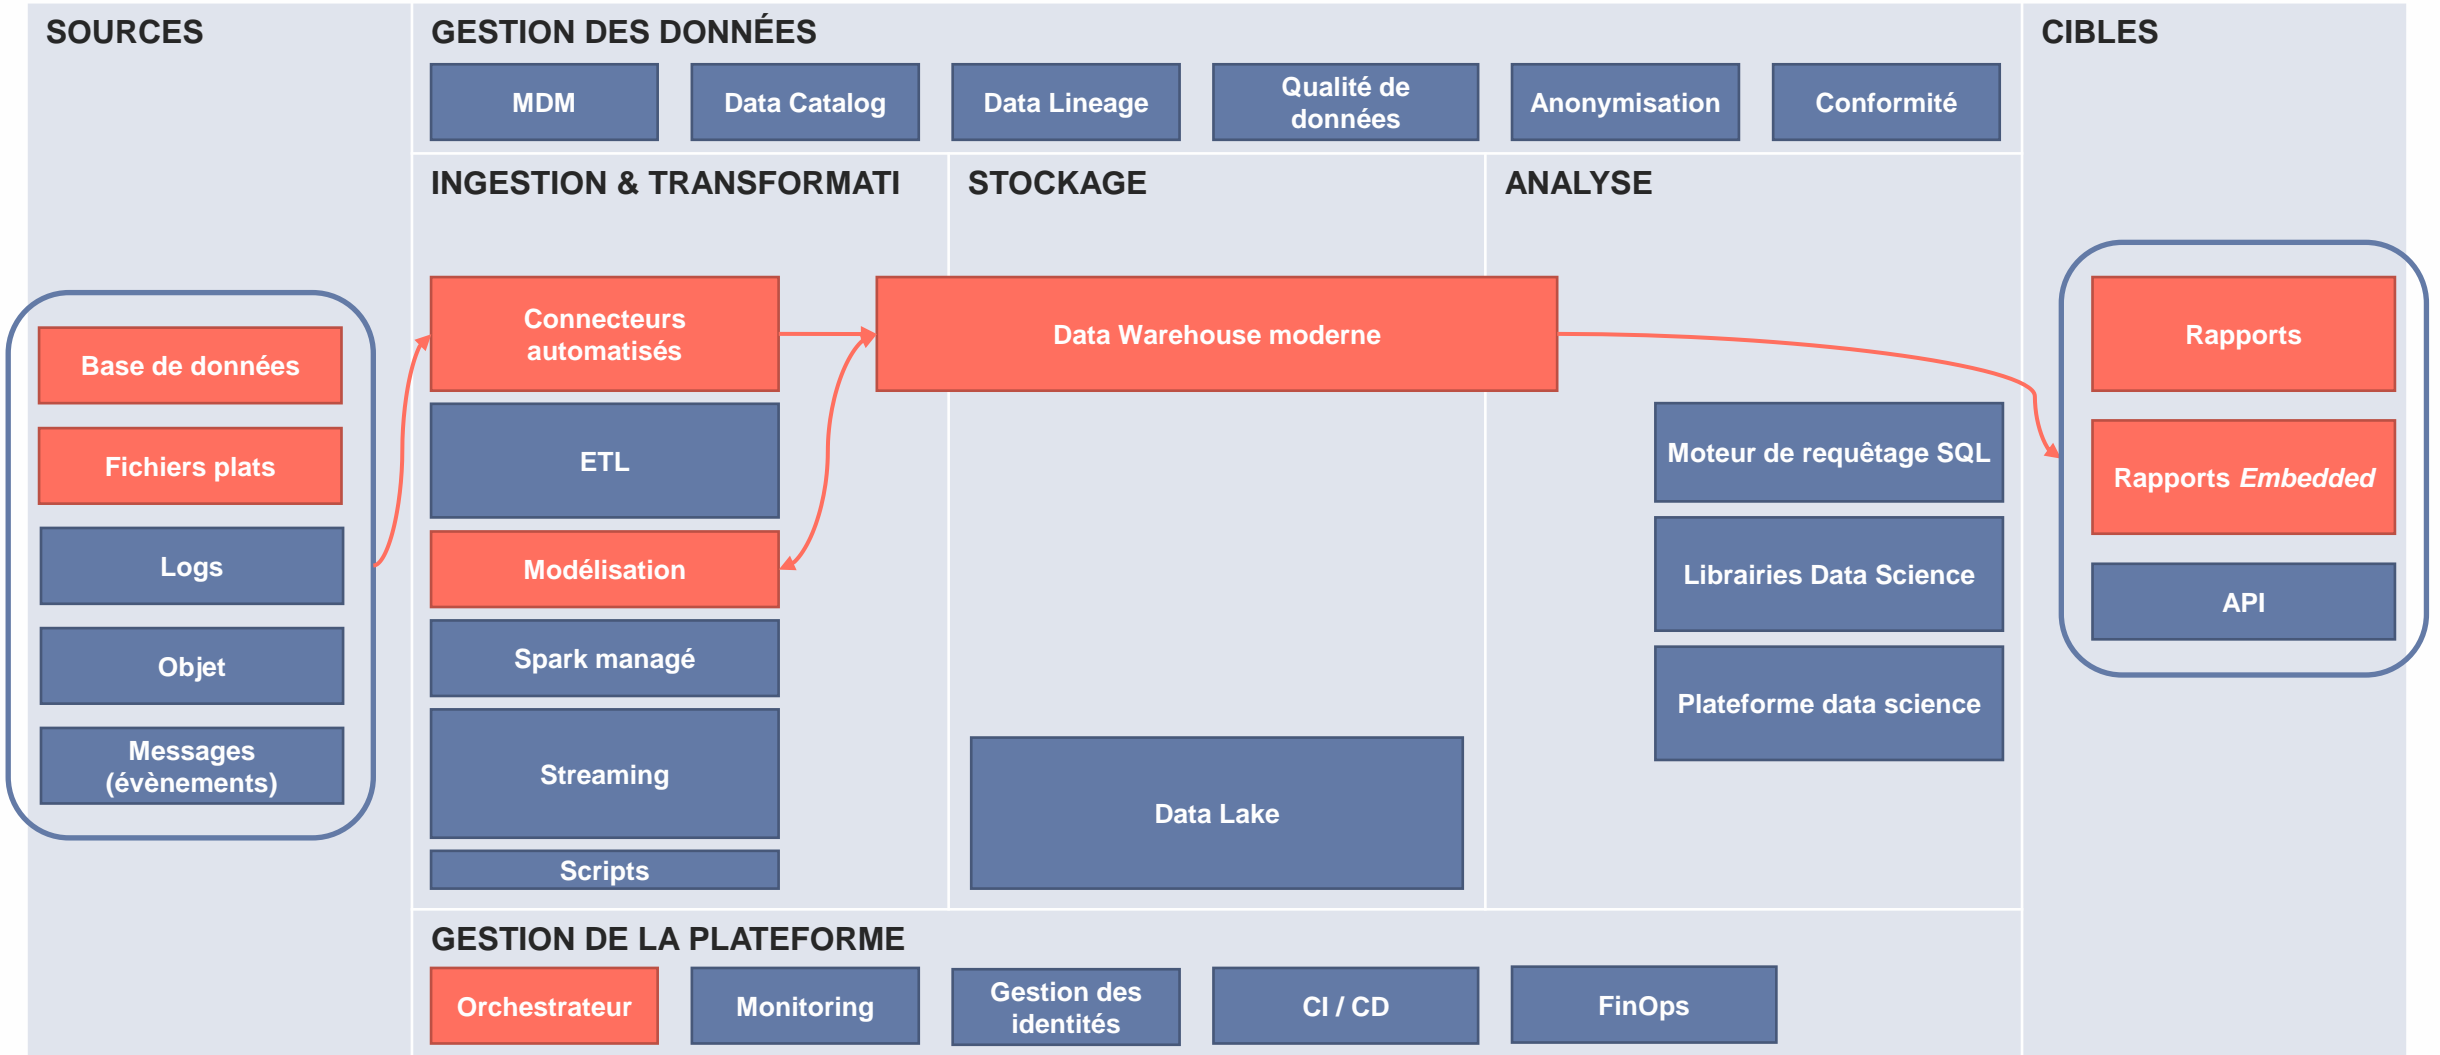 SOURCES
GESTION DES DONNÉES
CIBLES
MDM
Data Catalog
Data Lineage
Qualité de
données
Anonymisation
Conformité
INGESTION & TRANSFORMATI
STOCKAGE
ANALYSE
Base de données
Fichiers plats
Logs
Objet
Messages
(évènements)
Connecteurs
automatisés
ETL
Modélisation
Spark managé
Streaming
Scripts
Data Warehouse moderne
Data Lake
Moteur de requêtage SQL
Librairies Data Science
Plateforme data science
Rapports
Rapports Embedded
API
GESTION DE LA PLATEFORME
Orchestrateur
Monitoring
Gestion des
identités
CI / CD
FinOps